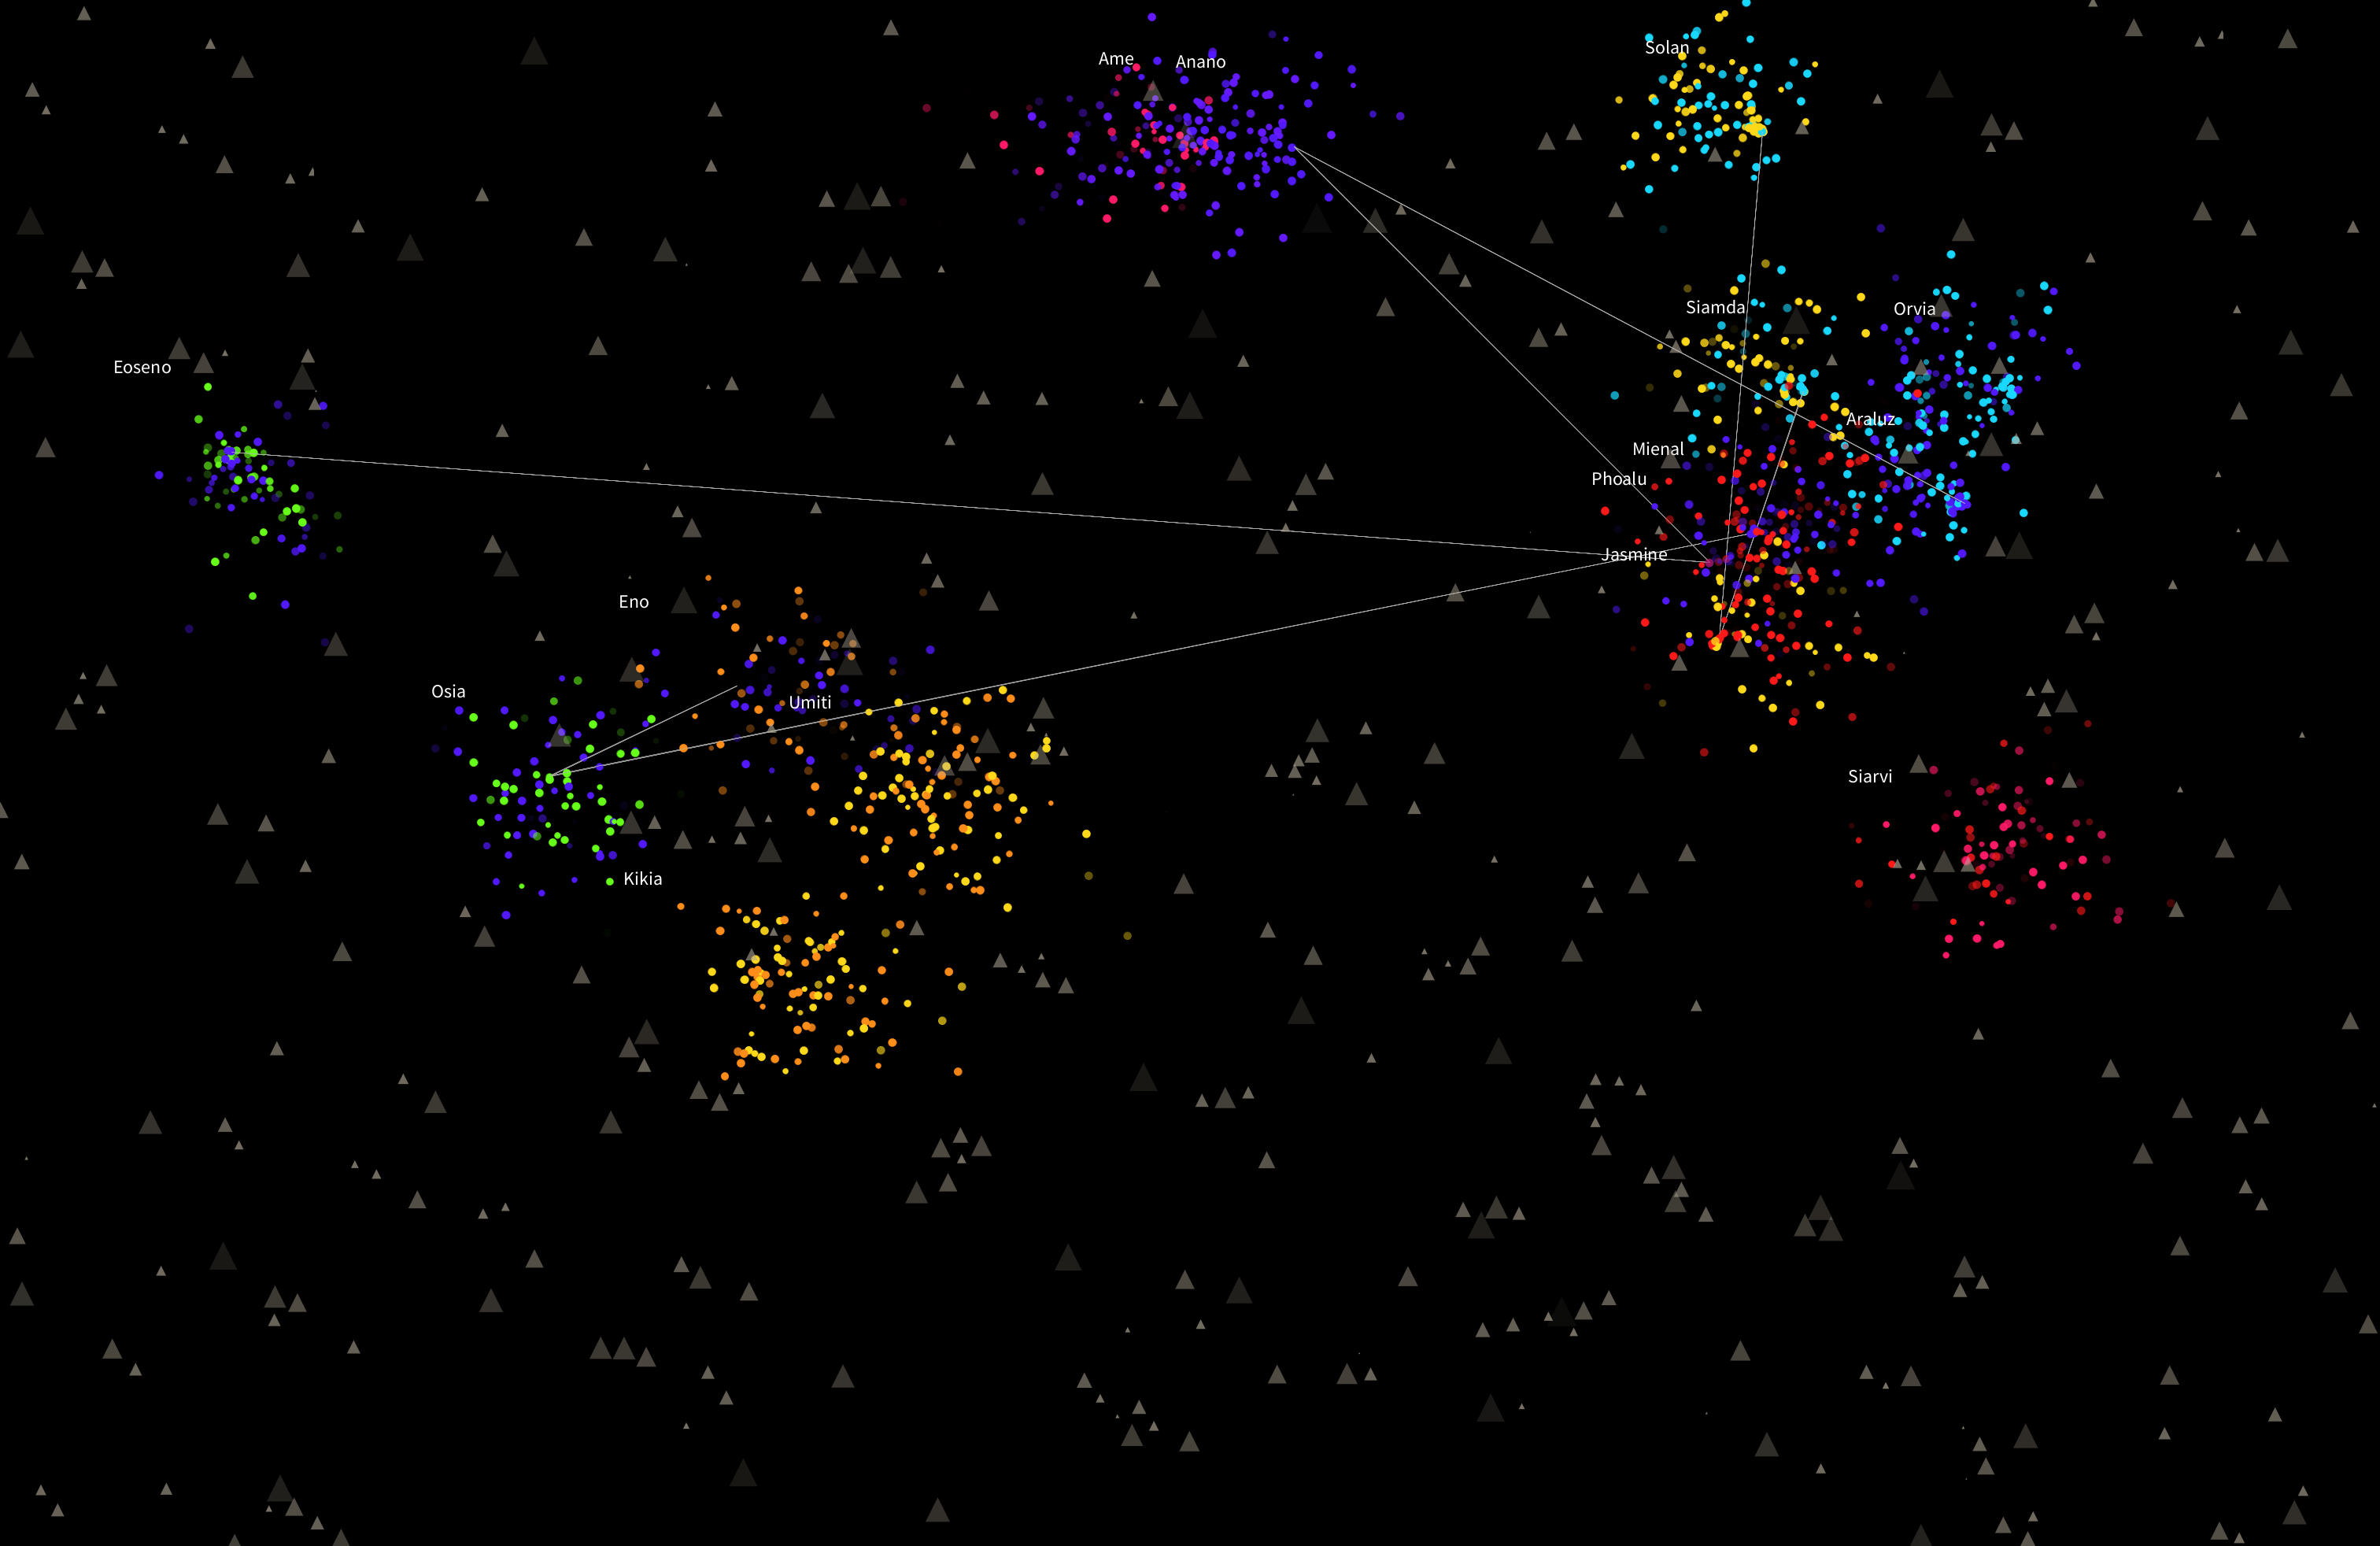 Solan
Ame
Anano
Siamda
Orvia
Eoseno
Araluz
Mienal
Phoalu
Jasmine
Eno
Osia
Umiti
Siarvi
Kikia